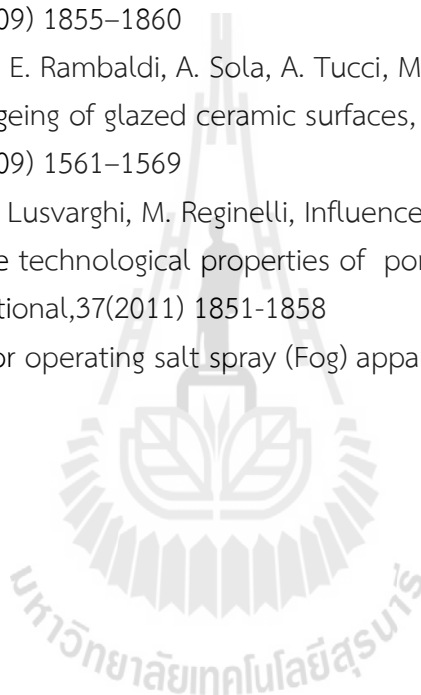 09) 1855–1860
E. Rambaldi, A. Sola, A. Tucci, M
geing of glazed ceramic surfaces,
09) 1561–1569
Lusvarghi, M. Reginelli, Influence
e technological properties of por
tional,37(2011) 1851-1858
or operating salt spray (Fog) appa
มหาวิทยาลัยเทคโนโลยีสุรนารี